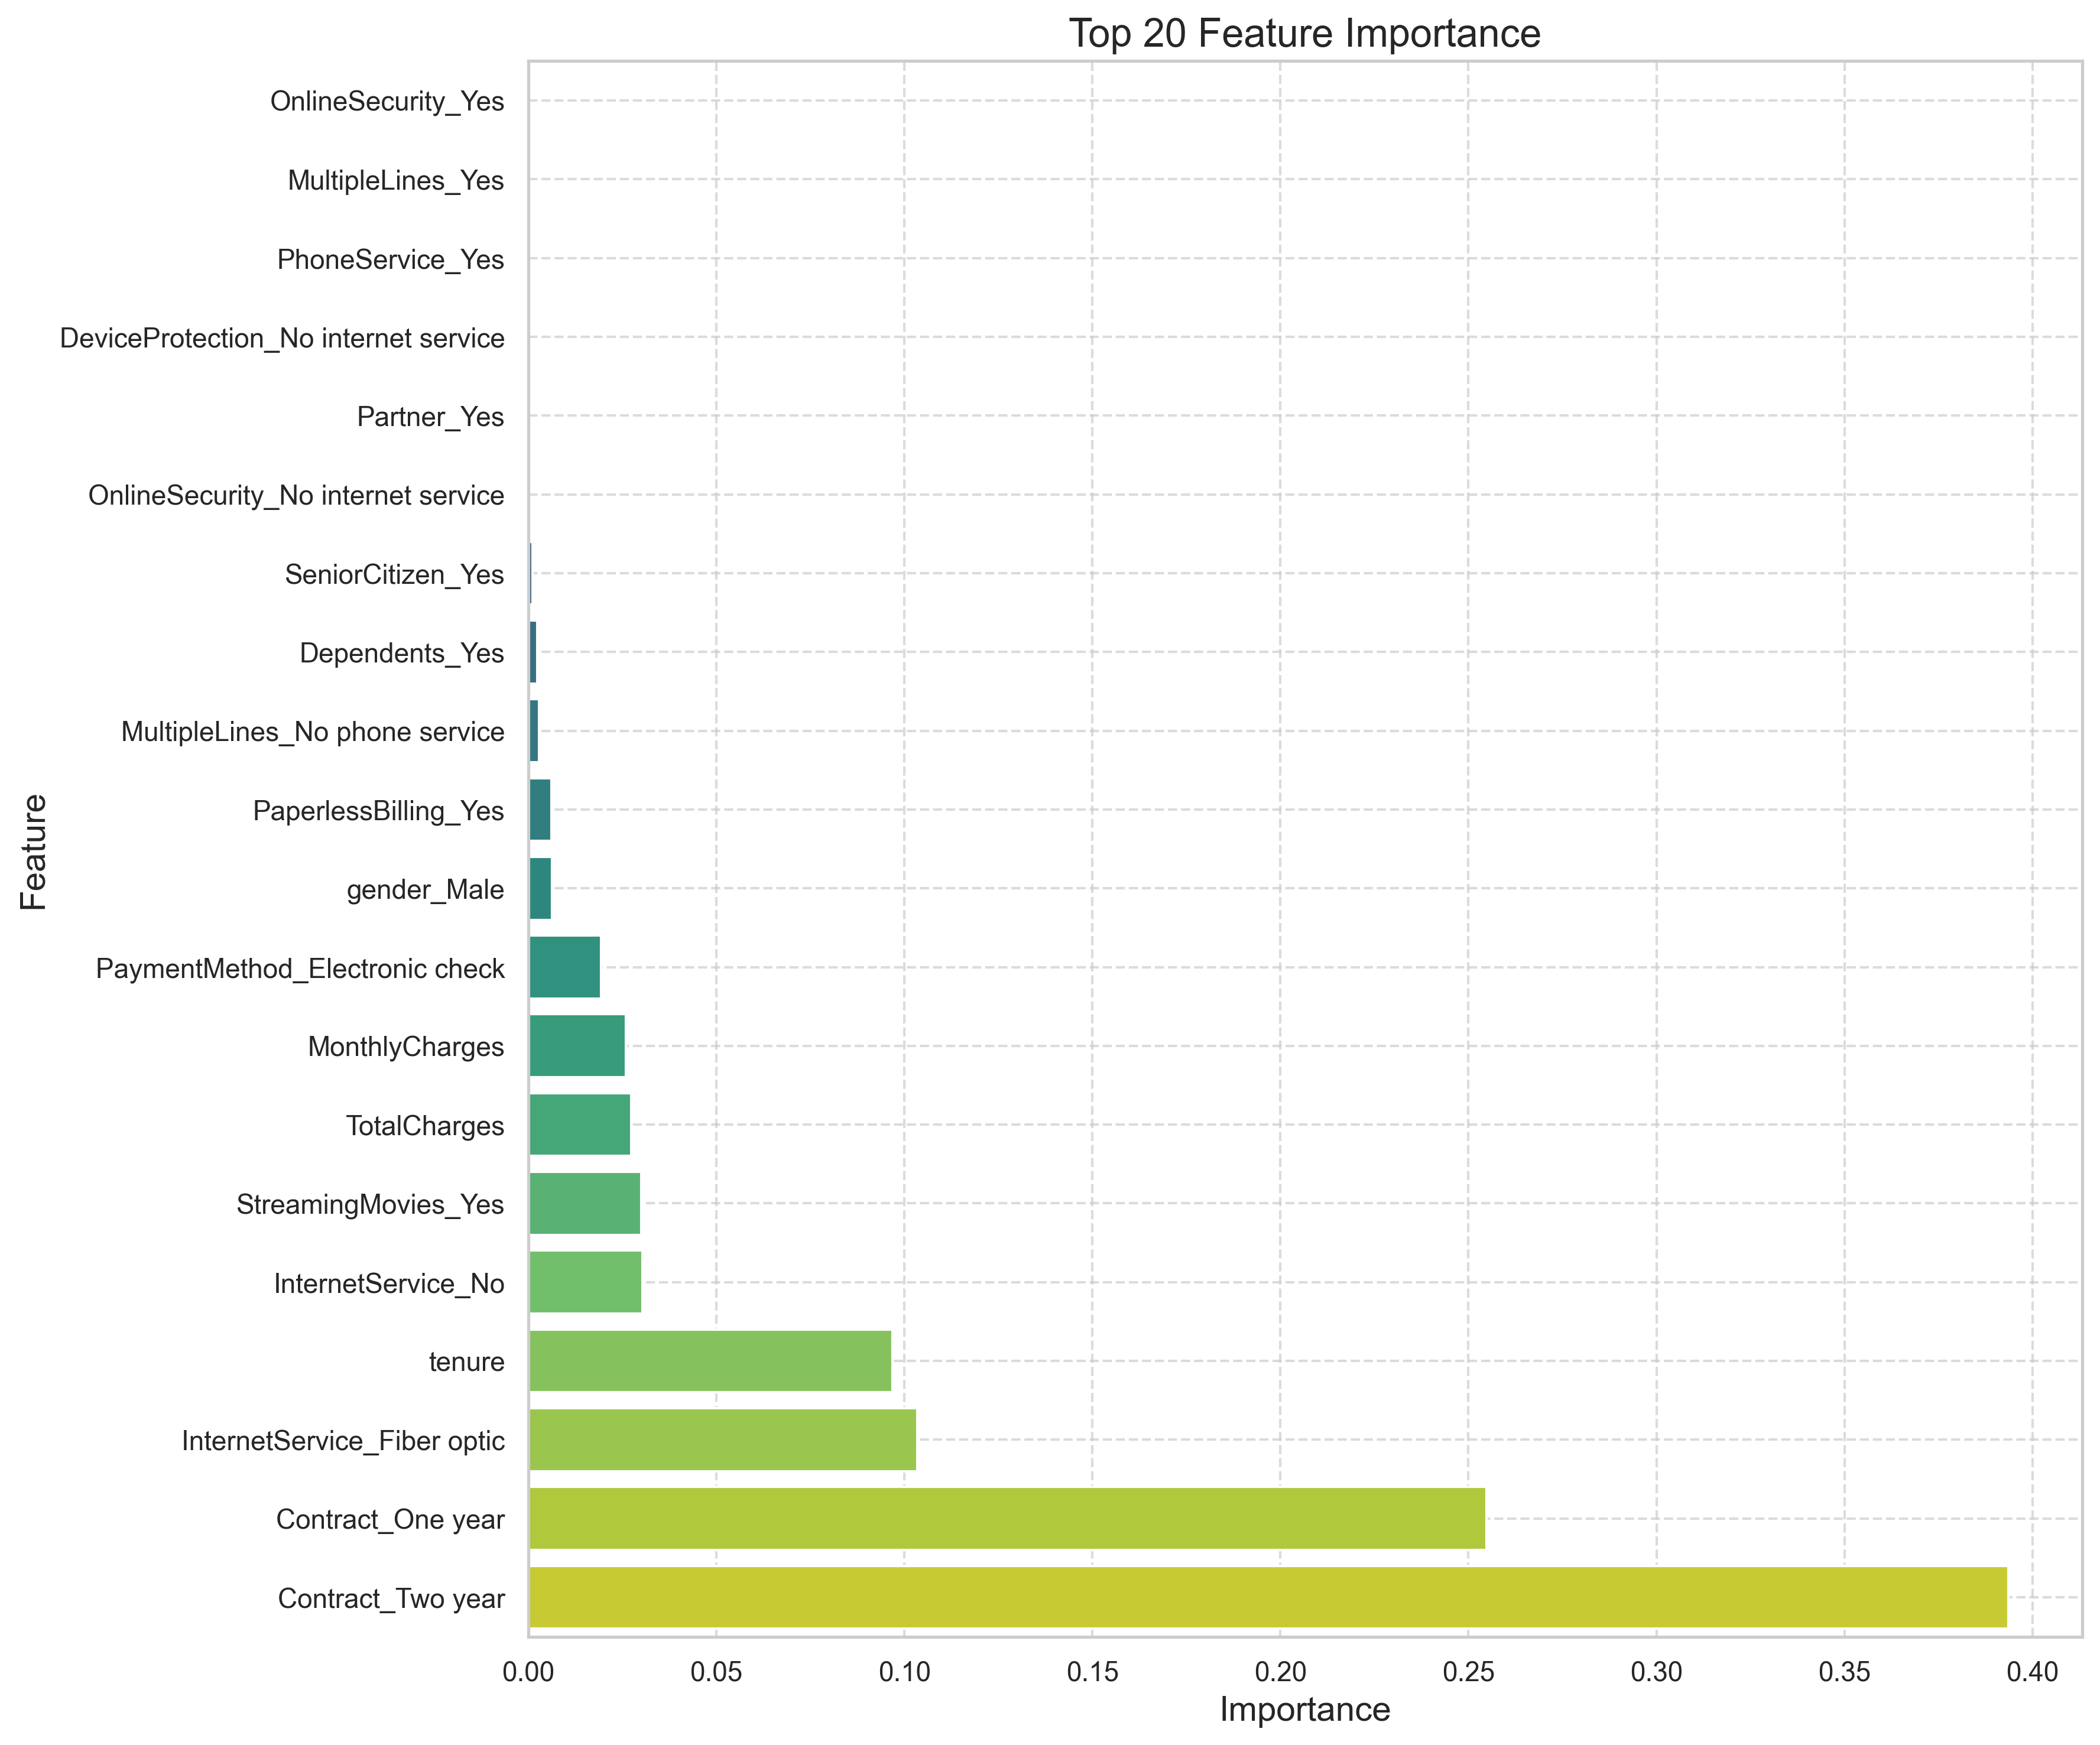 Top 20 Feature Importance
OnlineSecurity_Yes
MultipleLines_Yes
PhoneService_Yes
DeviceProtection_No internet service
Partner_Yes
OnlineSecurity_No internet service
SeniorCitizen_Yes
Dependents_Yes
MultipleLines_No phone service
PaperlessBilling_Yes
gender_Male
PaymentMethod_Electronic check
MonthlyCharges
TotalCharges
StreamingMovies_Yes
InternetService_No
tenure
InternetService_Fiber optic
Contract_One year
Contract_Two year
Feature
0.00 0.05 0.10 0.15 0.20 0.25 0.30 0.35 0.40
Importance